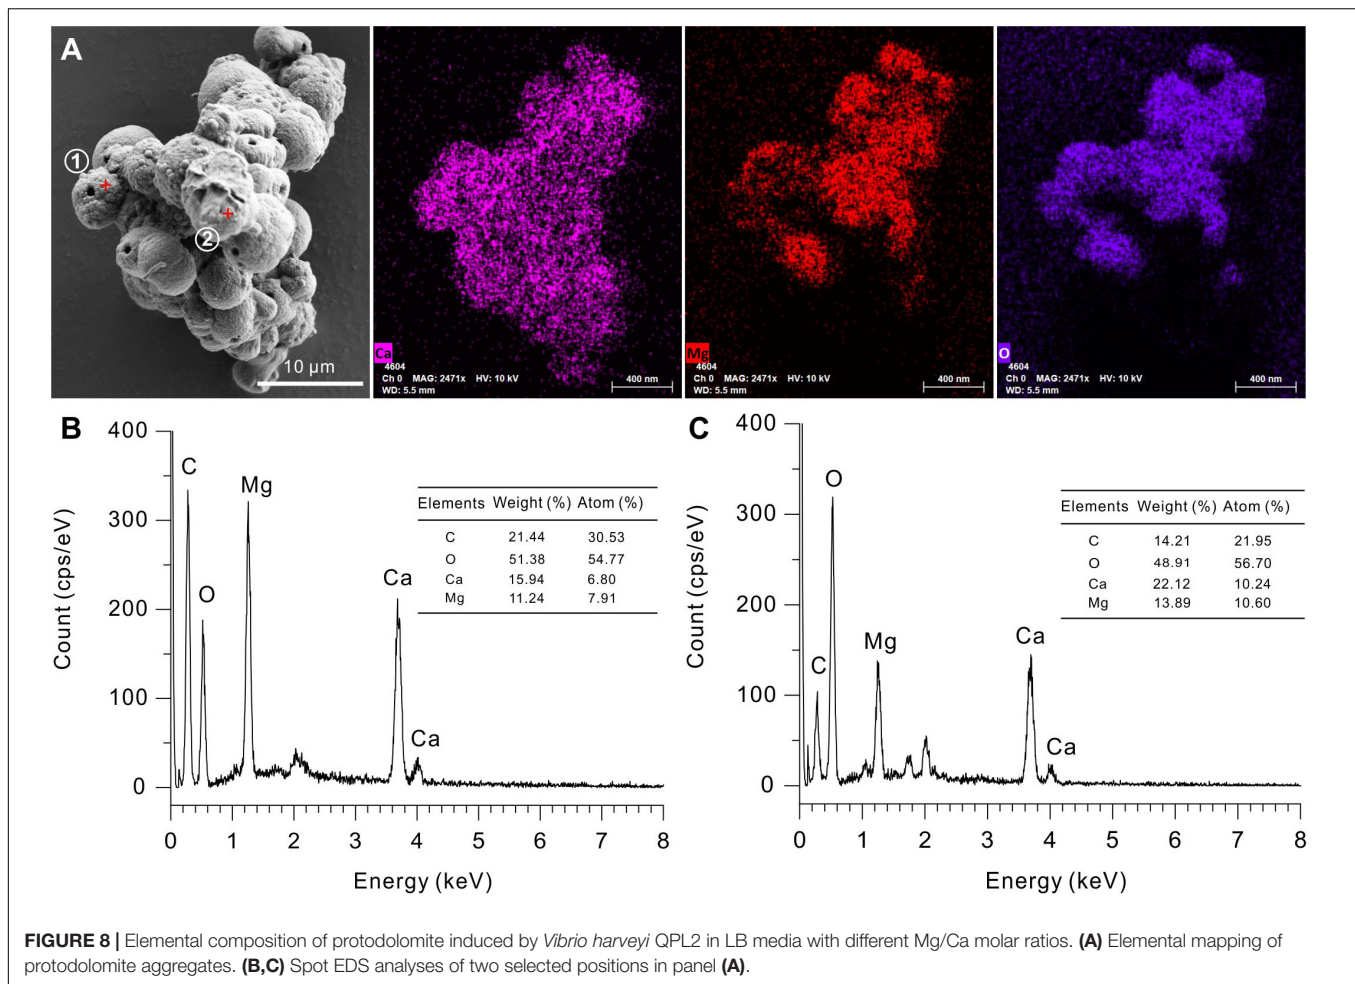 A
①
②
10 µm
Ca
4604
Ch 0 MAG: 2471x HV: 10 kV
WD: 5.5 mm
400 nm
Mg
4604
Ch 0 MAG: 2471x HV: 10 kV
WD: 5.5 mm
400 nm
O
4604
Ch 0 MAG: 2471x HV: 10 kV
WD: 5.5 mm
400 nm
B
Count (cps/eV)
400
300
200
100
0
C
O
Mg
Ca
Ca
Elements Weight (%) Atom (%)
C 21.44 30.53
O 51.38 54.77
Ca 15.94 6.80
Mg 11.24 7.91
0 1 2 3 4 5 6 7 8
Energy (keV)
C
Count (cps/eV)
400
300
200
100
0
C
O
Mg
Ca
Ca
Elements Weight (%) Atom (%)
C 14.21 21.95
O 48.91 56.70
Ca 22.12 10.24
Mg 13.89 10.60
0 1 2 3 4 5 6 7 8
Energy (keV)
FIGURE 8 | Elemental composition of protodolomite induced by Vibrio harveyi QPL2 in LB media with different Mg/Ca molar ratios. (A) Elemental mapping of
protodolomite aggregates. (B,C) Spot EDS analyses of two selected positions in panel (A).